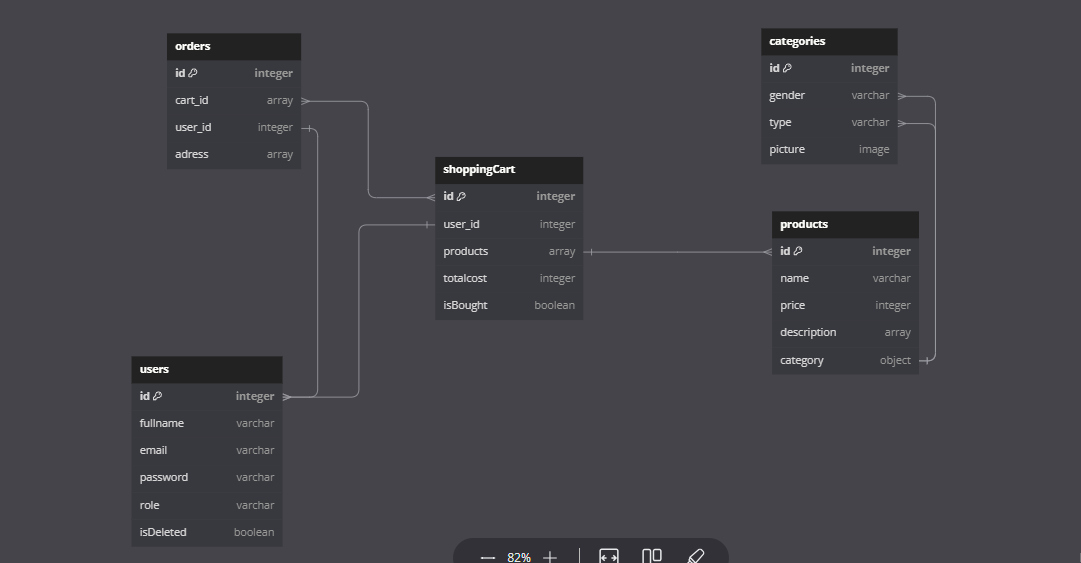 orders
id integer
cart_id array
user_id integer
adress array
categories
id integer
gender varchar
type varchar
picture image
shoppingCart
id integer
user_id integer
products array
totalcost integer
isBought boolean
products
id integer
name varchar
price integer
description array
category object
users
id integer
fullname varchar
email varchar
password varchar
role varchar
isDeleted boolean
82%